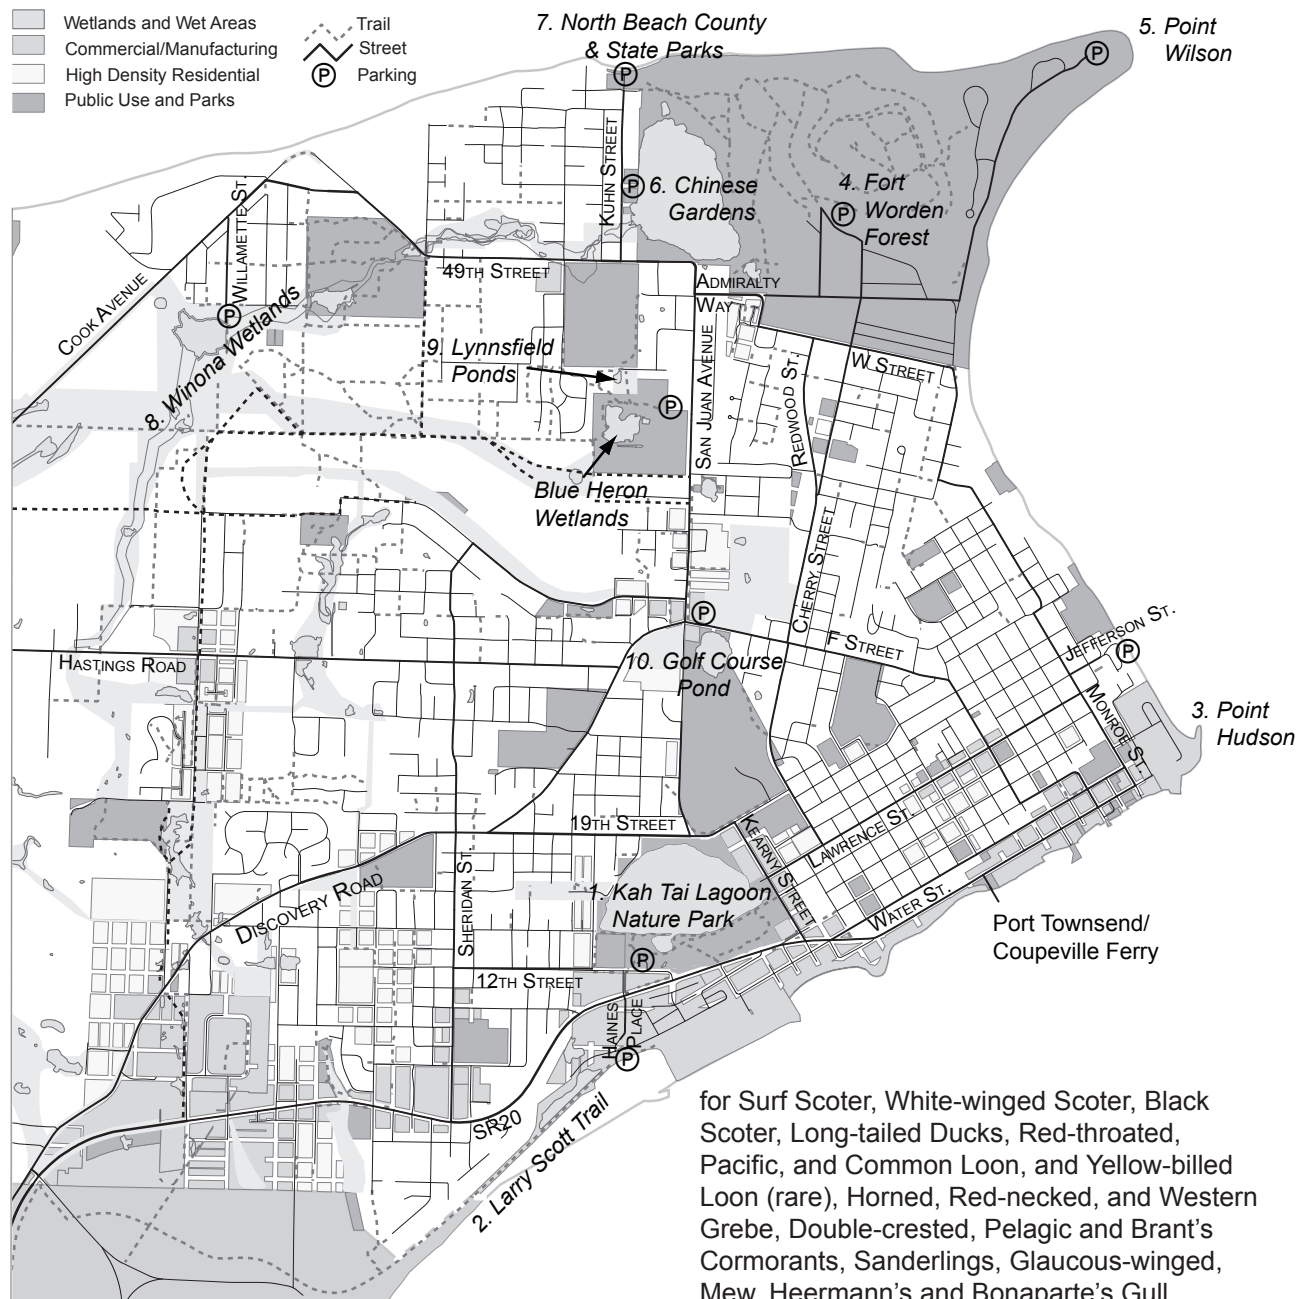 Wetlands and Wet Areas
Commercial/Manufacturing
High Density Residential
Public Use and Parks
Trail
Street
P Parking
7. North Beach County
& State Parks
P
5. Point
Wilson
P
KUHN STREET
P
6. Chinese
Gardens
4. Fort
Worden
Forest
P
WILLAMETTE ST.
COOK AVENUE
P
8. Winona Wetlands
49TH STREET
ADMIRALTY
WAY
9. Lynnsfield
Ponds
P
SAN JUAN AVENUE
REDWOOD ST.
W STREET
Blue Heron
Wetlands
CHERRY STREET
P
F STREET
JEFFERSON ST.
P
HASTINGS ROAD
10. Golf Course
Pond
MONROE ST.
3. Point
Hudson
19TH STREET
KEARNY STREET
LAWRENCE ST.
DISCOVERY ROAD
SHERIDAN ST.
1. Kah Tai Lagoon
Nature Park
WATER ST.
Port Townsend/
Coupeville Ferry
P
12TH STREET
HAINES
PLACE
P
SR20
2. Larry Scott Trail
for Surf Scoter, White-winged Scoter, Black
Scoter, Long-tailed Ducks, Red-throated,
Pacific, and Common Loon, and Yellow-billed
Loon (rare), Horned, Red-necked, and Western
Grebe, Double-crested, Pelagic and Brant’s
Cormorants, Sanderlings, Glaucous-winged,
Mew, Heermann’s and Bonaparte’s Gull